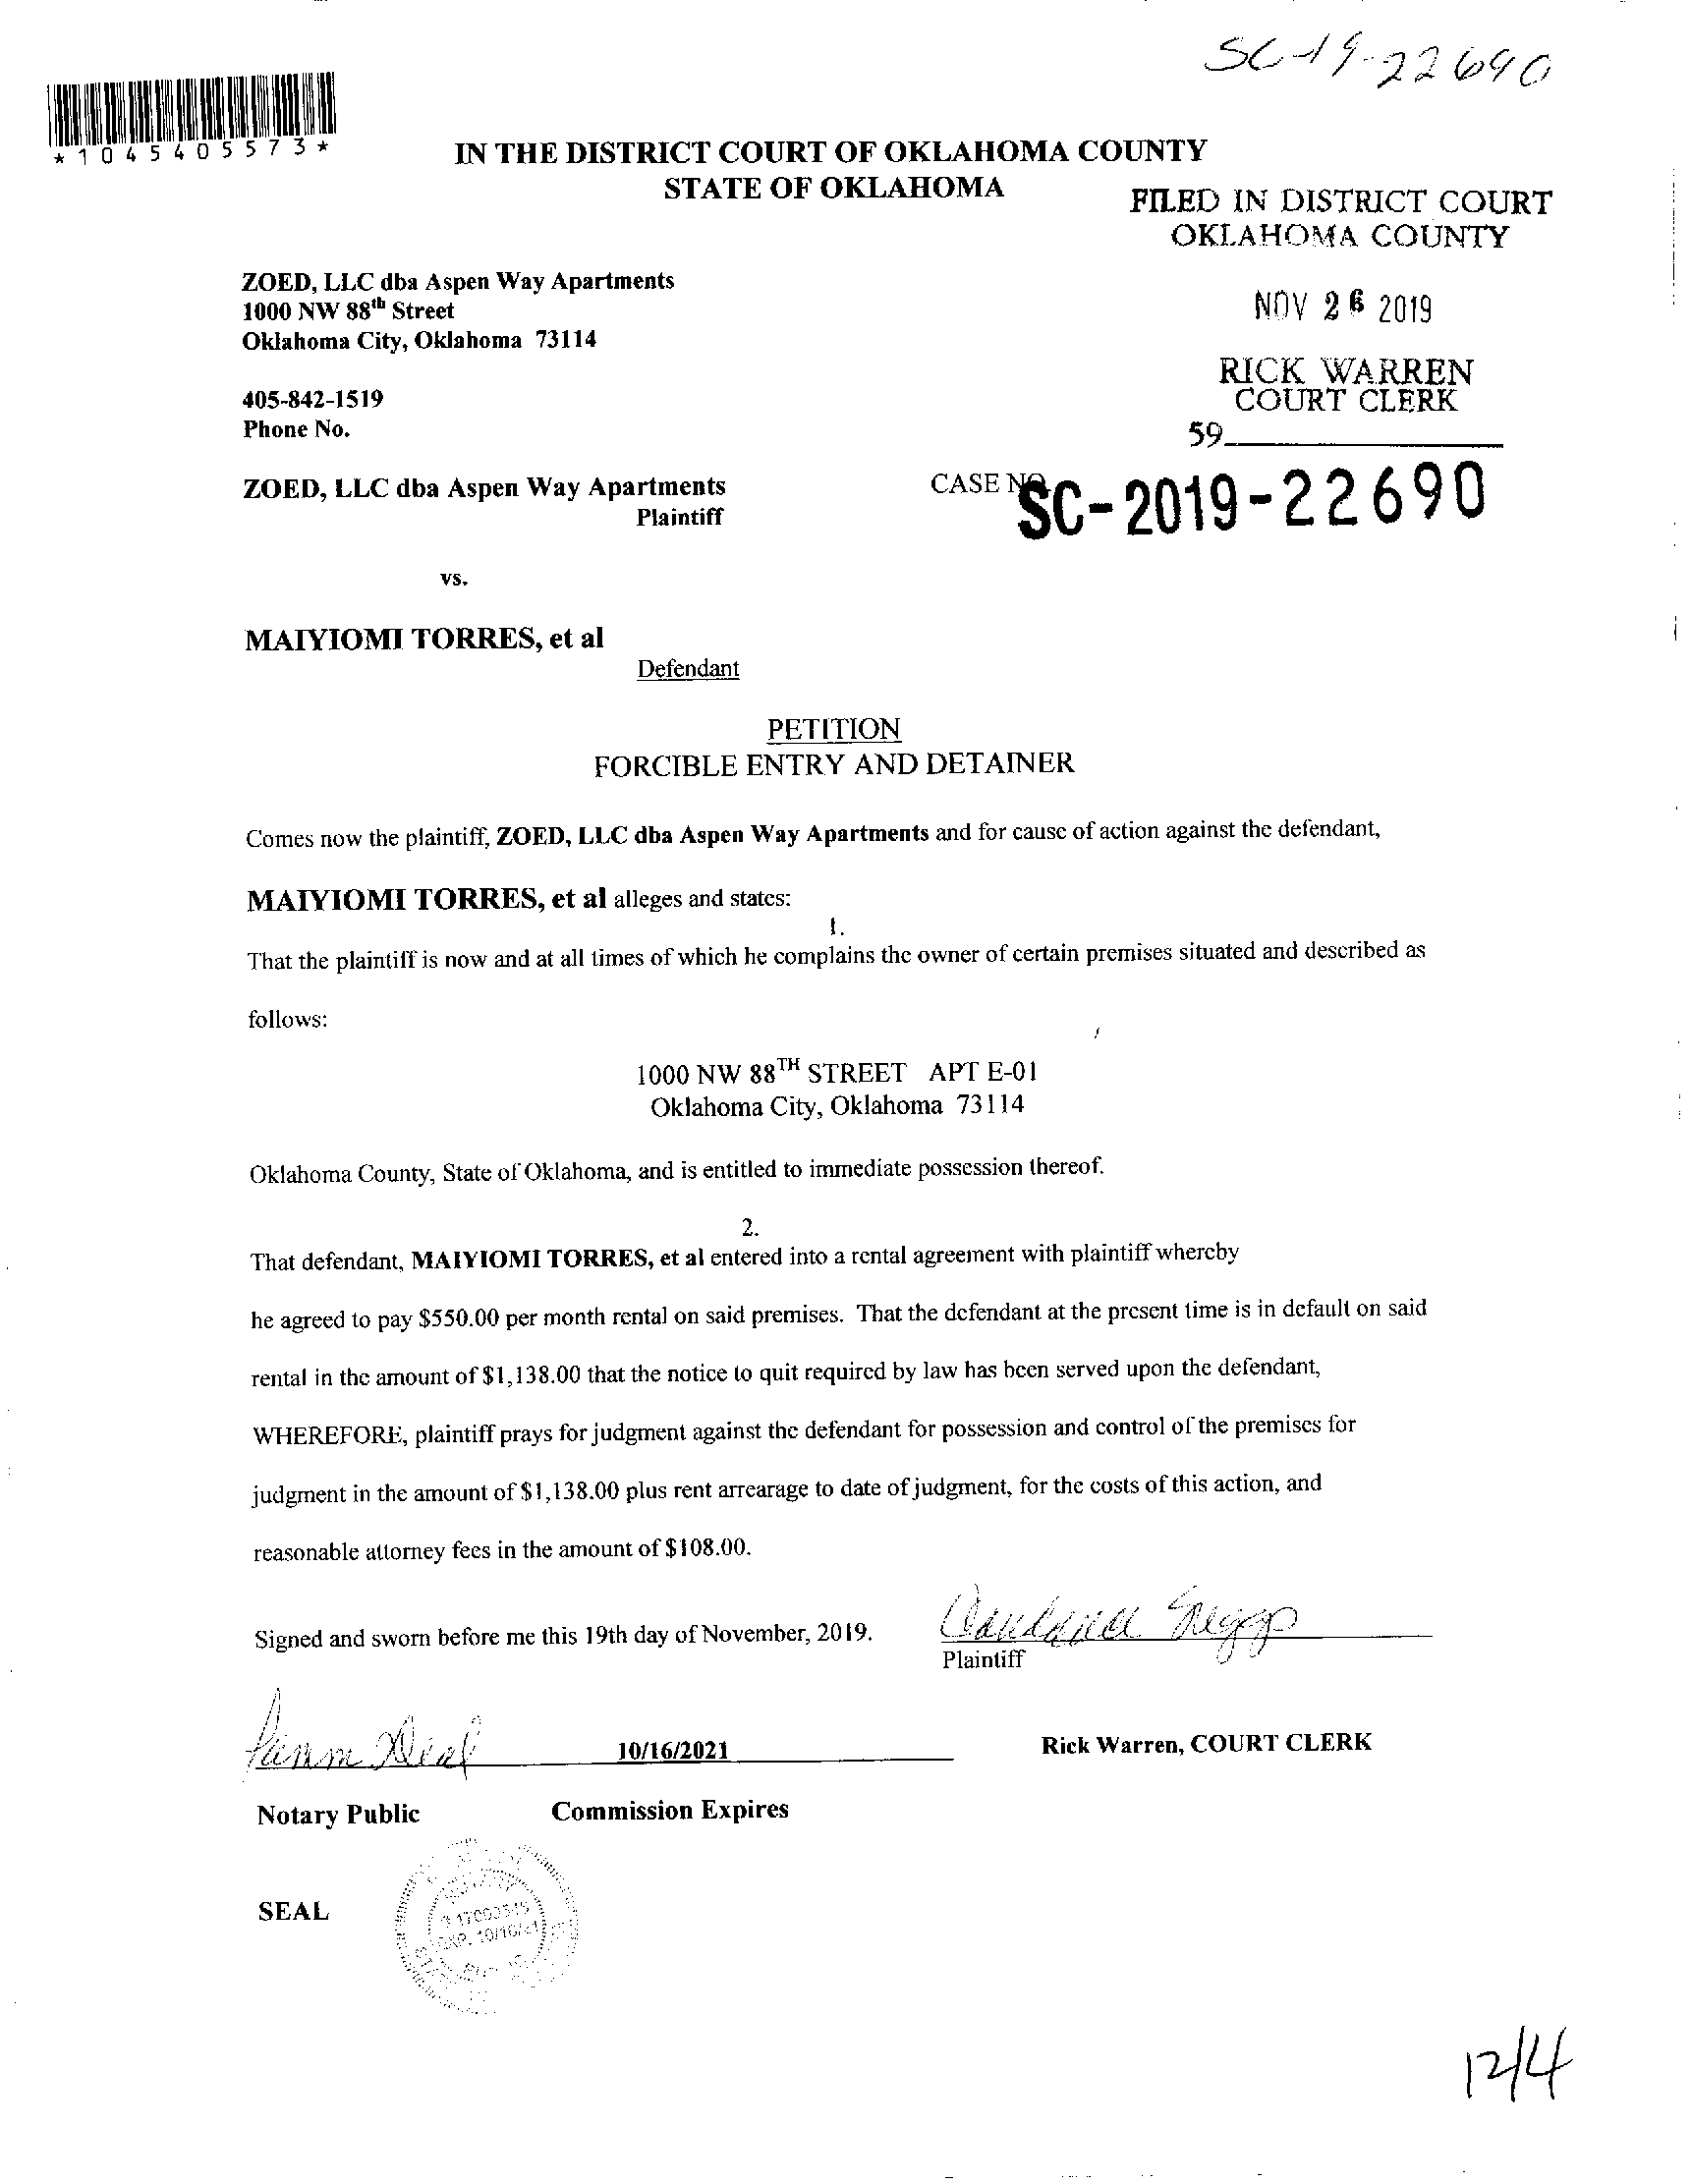 SC-19-22690
*1045405573*
IN THE DISTRICT COURT OF OKLAHOMA COUNTY
STATE OF OKLAHOMA
FILED IN DISTRICT COURT
OKLAHOMA COUNTY
ZOED, LLC dba Aspen Way Apartments
1000 NW 88th Street
Oklahoma City, Oklahoma 73114
NOV 26 2019
RICK WARREN
COURT CLERK
405-842-1519
Phone No.
59
ZOED, LLC dba Aspen Way Apartments
Plaintiff
CASE NO. SC-2019-22690
vs.
MAIYIOMI TORRES, et al
Defendant
PETITION
FORCIBLE ENTRY AND DETAINER
Comes now the plaintiff, ZOED, LLC dba Aspen Way Apartments and for cause of action against the defendant,
MAIYIOMI TORRES, et al alleges and states:
1.
That the plaintiff is now and at all times of which he complains the owner of certain premises situated and described as
follows:
1000 NW 88TH STREET APT E-01
Oklahoma City, Oklahoma 73114
Oklahoma County, State of Oklahoma, and is entitled to immediate possession thereof.
2.
That defendant, MAIYIOMI TORRES, et al entered into a rental agreement with plaintiff whereby
he agreed to pay $550.00 per month rental on said premises. That the defendant at the present time is in default on said
rental in the amount of $1,138.00 that the notice to quit required by law has been served upon the defendant,
WHEREFORE, plaintiff prays for judgment against the defendant for possession and control of the premises for
judgment in the amount of $1,138.00 plus rent arrearage to date of judgment, for the costs of this action, and
reasonable attorney fees in the amount of $108.00.
Signed and sworn before me this 19th day of November, 2019.
Plaintiff
10/16/2021
Rick Warren, COURT CLERK
Notary Public Commission Expires
SEAL
EXP. 10/16/21
12/4